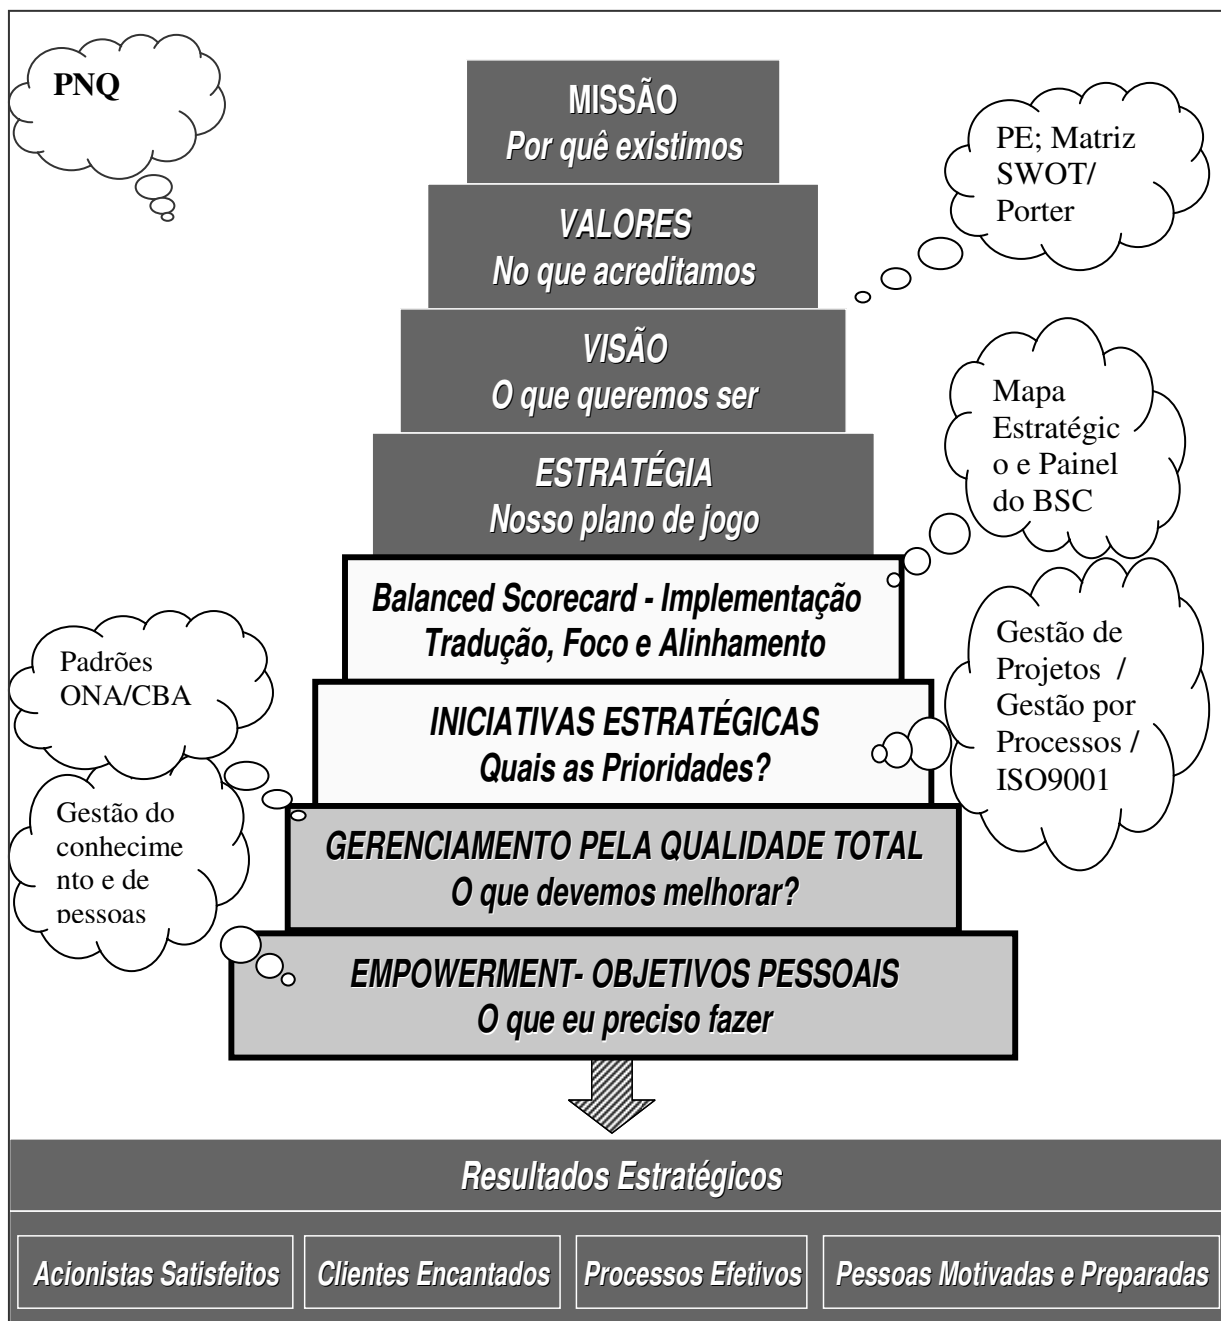 PNQ
MISSÃO
Por quê existimos
PE; Matriz
SWOT/
Porter
VALORES
No que acreditamos
VISÃO
O que queremos ser
Mapa
Estratégic
o e Painel
do BSC
ESTRATÉGIA
Nosso plano de jogo
Balanced Scorecard - Implementação
Tradução, Foco e Alinhamento
Padrões
ONA/CBA
Gestão de
Projetos /
Gestão por
Processos /
ISO9001
INICIATIVAS ESTRATÉGICAS
Quais as Prioridades?
Gestão do
conhecime
nto e de
pessoas
GERENCIAMENTO PELA QUALIDADE TOTAL
O que devemos melhorar?
EMPOWERMENT- OBJETIVOS PESSOAIS
O que eu preciso fazer
Resultados Estratégicos
Acionistas Satisfeitos
Clientes Encantados
Processos Efetivos
Pessoas Motivadas e Preparadas